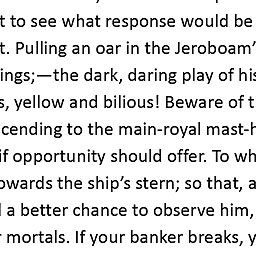 t to see what response would be
t. Pulling an oar in the Jeroboam’
ings;—the dark, daring play of his
s, yellow and bilious! Beware of t
cending to the main-royal mast-h
if opportunity should offer. To wh
owards the ship’s stern; so that, a
a better chance to observe him,
mortals. If your banker breaks, y